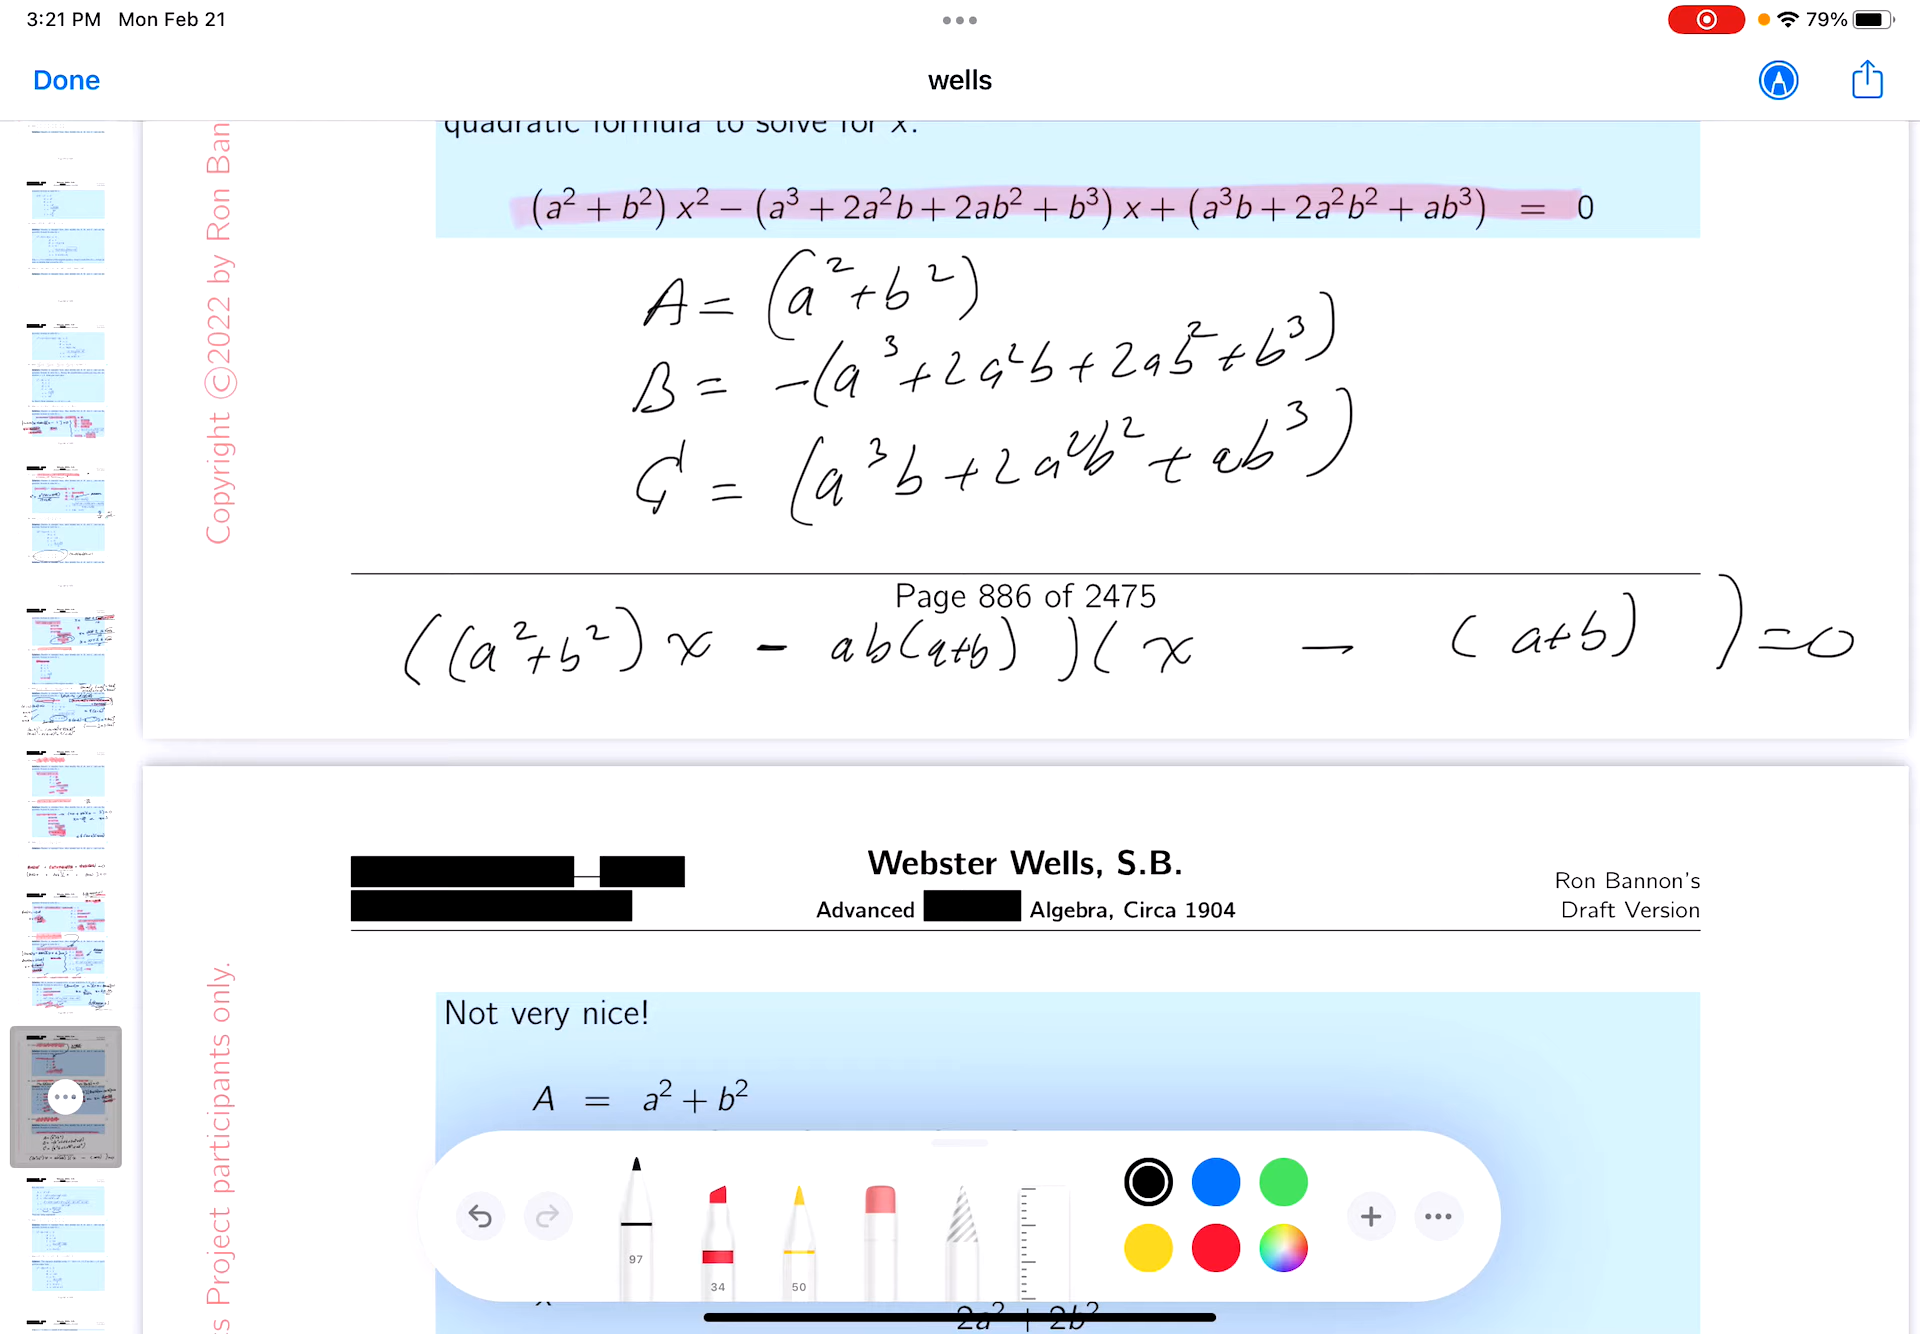 3:21 PM Mon Feb 21
79%
Done
wells
quadratic formula to solve for x.
(a² + b²) x² − (a³ + 2a²b + 2ab² + b³) x + (a³b + 2a²b² + ab³) = 0
A = (a² + b²)
B = −(a³ + 2a²b + 2ab² + b³)
C = (a³b + 2a²b² + ab³)
Page 886 of 2475
((a² + b²) x − ab(a+b) )( x − (a+b) ) = 0
Copyright ©2022 by Ron Ban
Webster Wells, S.B.
Advanced Algebra, Circa 1904
Ron Bannon's
Draft Version
s Project participants only.
Not very nice!
A = a² + b²
97
34
50
2a² + 2b²